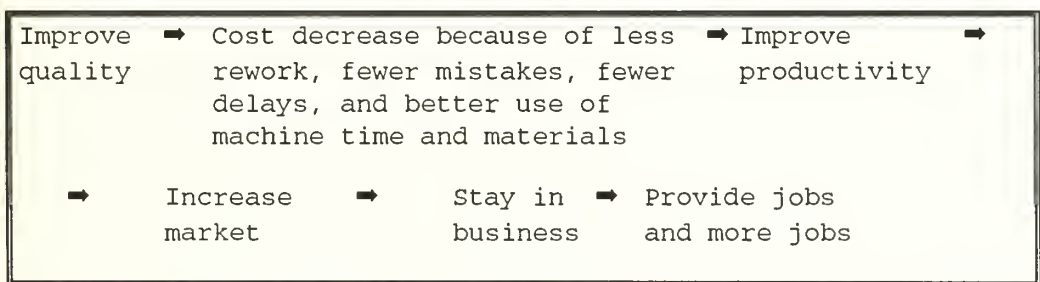 Improve ➡ Cost decrease because of less ➡ Improve ➡
quality rework, fewer mistakes, fewer productivity
delays, and better use of
machine time and materials
➡ Increase ➡ Stay in ➡ Provide jobs
market business and more jobs